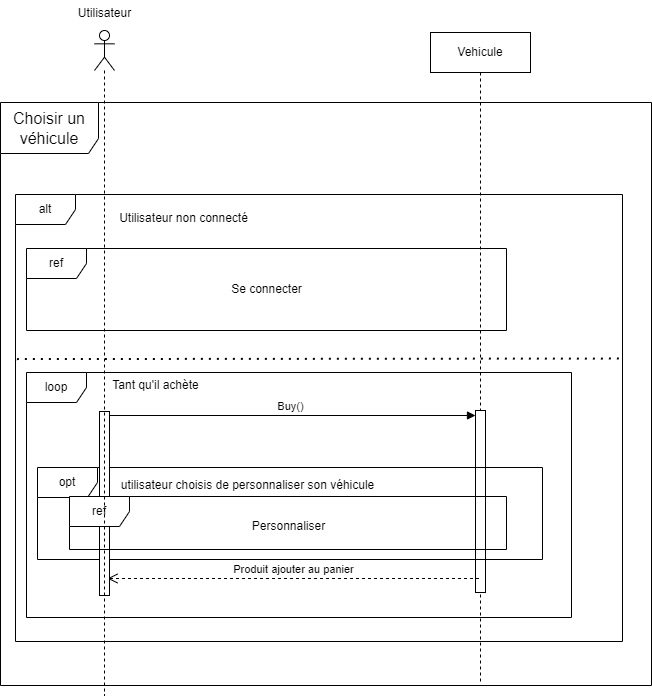 Utilisateur
Vehicule
Choisir un
véhicule
alt
Utilisateur non connecté
ref
Se connecter
loop
Tant qu'il achète
Buy()
opt
utilisateur choisis de personnaliser son véhicule
ref
Personnaliser
Produit ajouter au panier